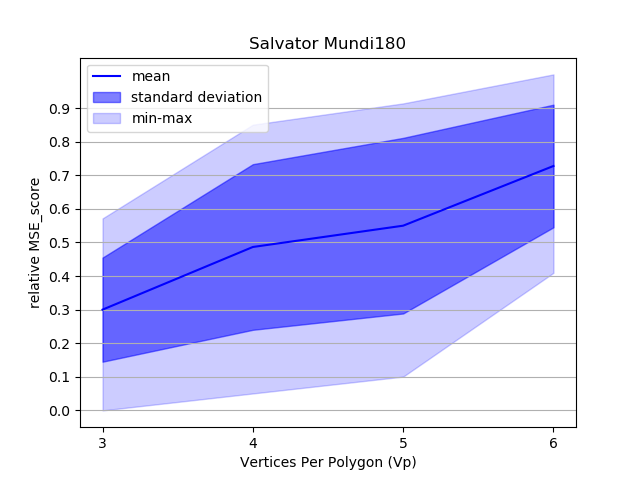 Salvator Mundi180
mean
standard deviation
min-max
relative MSE_score
0.9
0.8
0.7
0.6
0.5
0.4
0.3
0.2
0.1
0.0
3 4 5 6
Vertices Per Polygon (Vp)